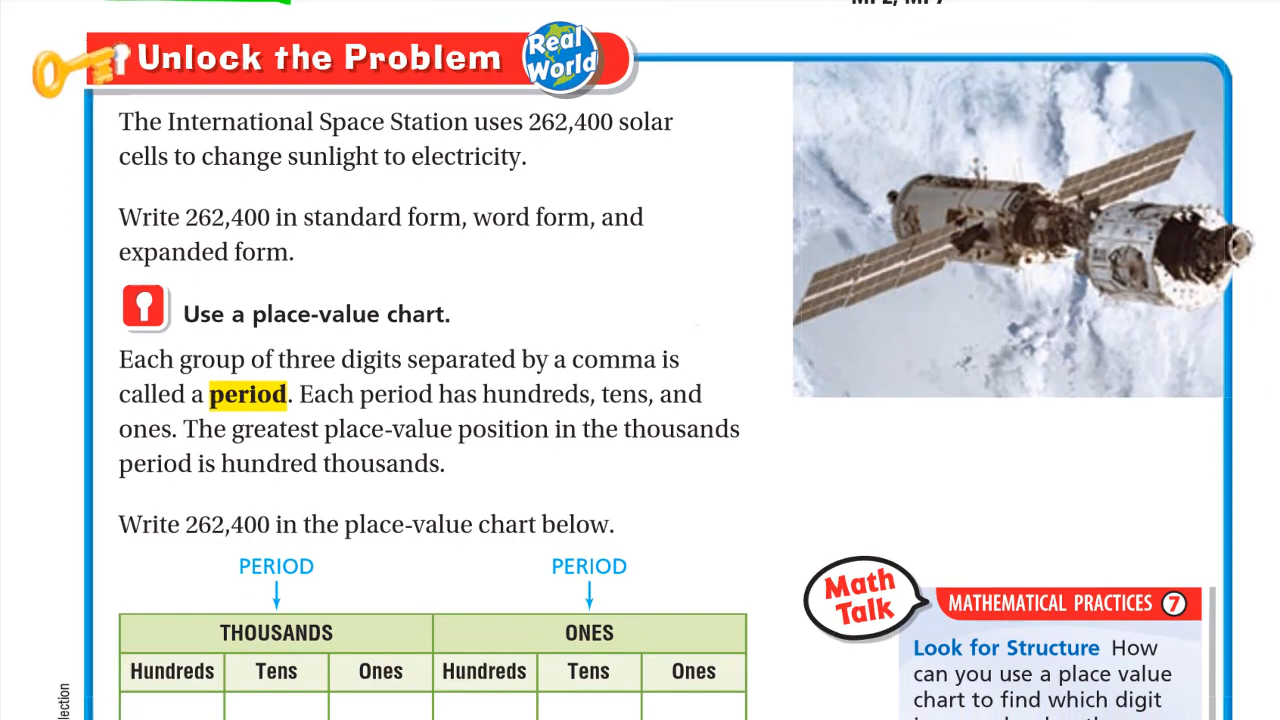 Unlock the Problem
Real
World
The International Space Station uses 262,400 solar
cells to change sunlight to electricity.
Write 262,400 in standard form, word form, and
expanded form.
Use a place-value chart.
Each group of three digits separated by a comma is
called a period. Each period has hundreds, tens, and
ones. The greatest place-value position in the thousands
period is hundred thousands.
Write 262,400 in the place-value chart below.
PERIOD PERIOD
THOUSANDS ONES
Hundreds Tens Ones Hundreds Tens Ones
Math
Talk
MATHEMATICAL PRACTICES 7
Look for Structure How
can you use a place value
chart to find which digit